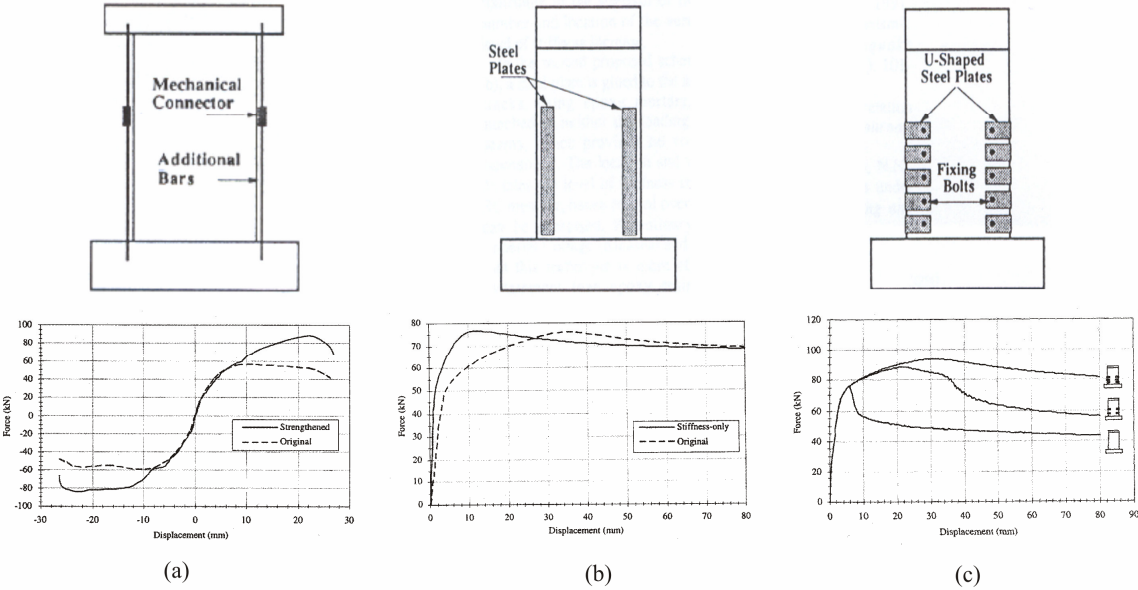 Mechanical
Connector
Additional
Bars
Steel
Plates
U-Shaped
Steel Plates
Fixing
Bolts
100
80
60
40
20
0
-20
-40
-60
-80
-100
Force (kN)
-30
-20
-10
0
10
20
30
Displacement (mm)
Strengthened
Original
80
70
60
50
40
30
20
10
0
Force (kN)
0
10
20
30
40
50
60
70
80
Displacement (mm)
Stiffness-only
Original
120
100
80
60
40
20
0
Force (kN)
0
10
20
30
40
50
60
70
80
90
Displacement (mm)
(a)
(b)
(c)